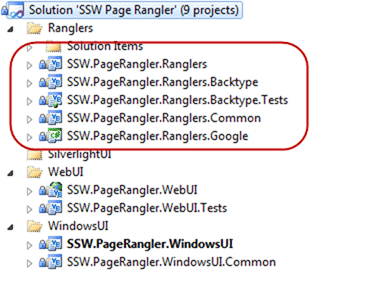 Solution 'SSW Page Rangler' (9 projects)
Ranglers
Solution Items
SSW.PageRangler.Ranglers
SSW.PageRangler.Ranglers.Backtype
SSW.PageRangler.Ranglers.Backtype.Tests
SSW.PageRangler.Ranglers.Common
SSW.PageRangler.Ranglers.Google
SilverlightUI
WebUI
SSW.PageRangler.WebUI
SSW.PageRangler.WebUI.Tests
WindowsUI
SSW.PageRangler.WindowsUI
SSW.PageRangler.WindowsUI.Common